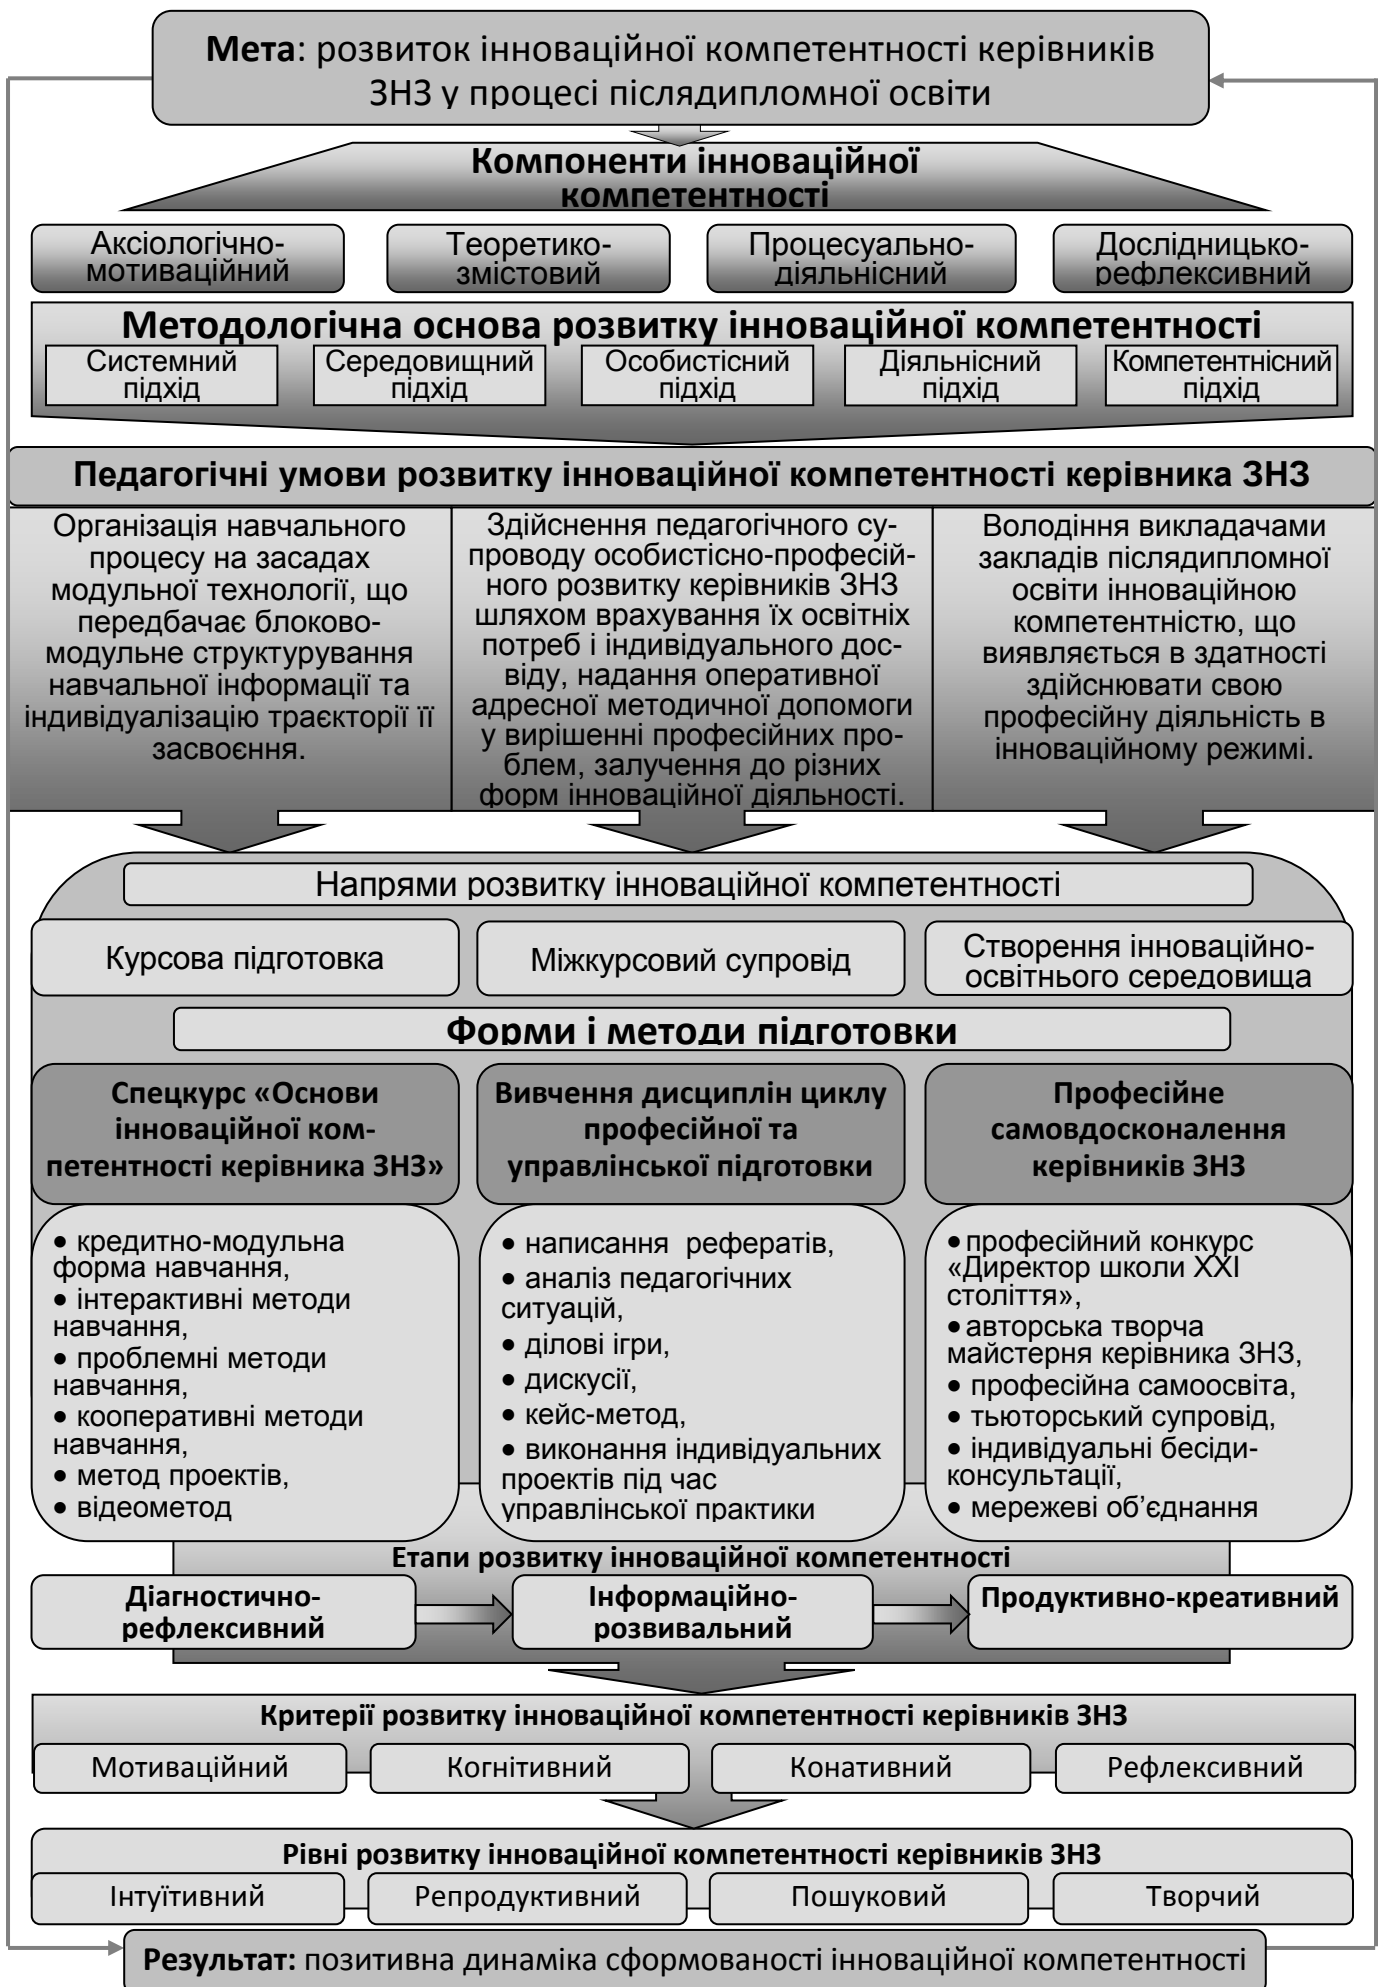 Мета: розвиток інноваційної компетентності керівників
ЗНЗ у процесі післядипломної освіти
Компоненти інноваційної
компетентності
Аксіологічно-
мотиваційний
Теоретико-
змістовий
Процесуально-
діяльнісний
Дослідницько-
рефлексивний
Методологічна основа розвитку інноваційної компетентності
Системний
підхід
Середовищний
підхід
Особистісний
підхід
Діяльнісний
підхід
Компетентнісний
підхід
Педагогічні умови розвитку інноваційної компетентності керівника ЗНЗ
Організація навчального
процесу на засадах
модульної технології, що
передбачає блоково-
модульне структурування
навчальної інформації та
індивідуалізацію траєкторії її
засвоєння.
Здійснення педагогічного су-
проводу особистісно-професій-
ного розвитку керівників ЗНЗ
шляхом врахування їх освітніх
потреб і індивідуального дос-
віду, надання оперативної
адресної методичної допомоги
у вирішенні професійних про-
блем, залучення до різних
форм інноваційної діяльності.
Володіння викладачами
закладів післядипломної
освіти інноваційною
компетентністю, що
виявляється в здатності
здійснювати свою
професійну діяльність в
інноваційному режимі.
Напрями розвитку інноваційної компетентності
Курсова підготовка
Міжкурсовий супровід
Створення інноваційно-
освітнього середовища
Форми і методи підготовки
Спецкурс «Основи
інноваційної ком-
петентності керівника ЗНЗ»
Вивчення дисциплін циклу
професійної та
управлінської підготовки
Професійне
самовдосконалення
керівників ЗНЗ
• кредитно-модульна
форма навчання,
• інтерактивні методи
навчання,
• проблемні методи
навчання,
• кооперативні методи
навчання,
• метод проектів,
• відеометод
• написання рефератів,
• аналіз педагогічних
ситуацій,
• ділові ігри,
• дискусії,
• кейс-метод,
• виконання індивідуальних
проектів під час
управлінської практики
• професійний конкурс
«Директор школи ХХІ
століття»,
• авторська творча
майстерня керівника ЗНЗ,
• професійна самоосвіта,
• тьюторський супровід,
• індивідуальні бесіди-
консультації,
• мережеві об’єднання
Етапи розвитку інноваційної компетентності
Діагностично-
рефлексивний
Інформаційно-
розвивальний
Продуктивно-креативний
Критерії розвитку інноваційної компетентності керівників ЗНЗ
Мотиваційний
Когнітивний
Конативний
Рефлексивний
Рівні розвитку інноваційної компетентності керівників ЗНЗ
Інтуїтивний
Репродуктивний
Пошуковий
Творчий
Результат: позитивна динаміка сформованості інноваційної компетентності